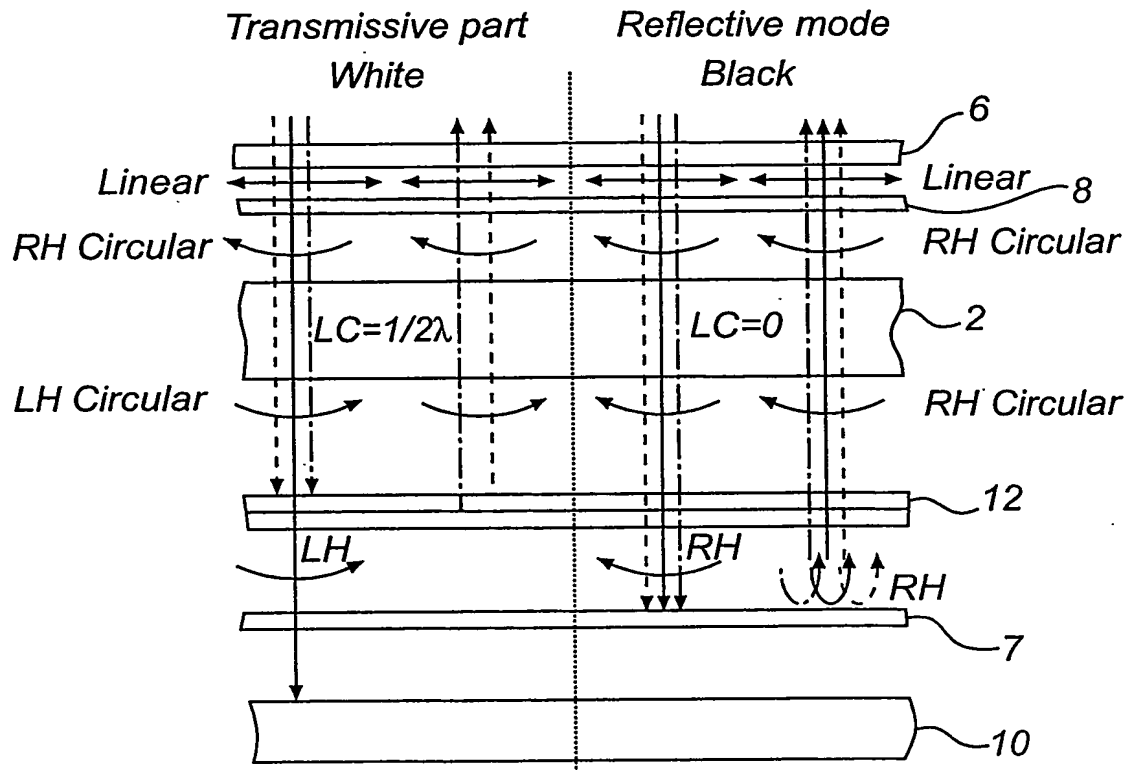 Transmissive part
White
Reflective mode
Black
6
Linear
Linear
8
RH Circular
RH Circular
LC=1/2λ
LC=0
2
LH Circular
RH Circular
12
LH
RH
RH
7
10